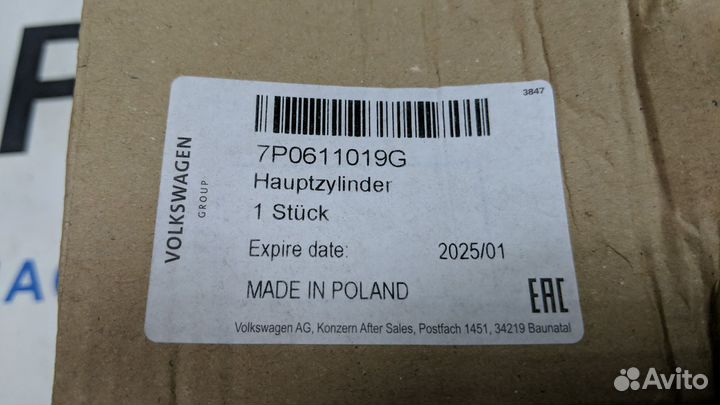 3847
VOLKSWAGEN
GROUP
7P0611019G
Hauptzylinder
1 Stück
Expire date: 2025/01
MADE IN POLAND
EAC
Volkswagen AG, Konzern After Sales, Postfach 1451, 34219 Baunatal
Avito